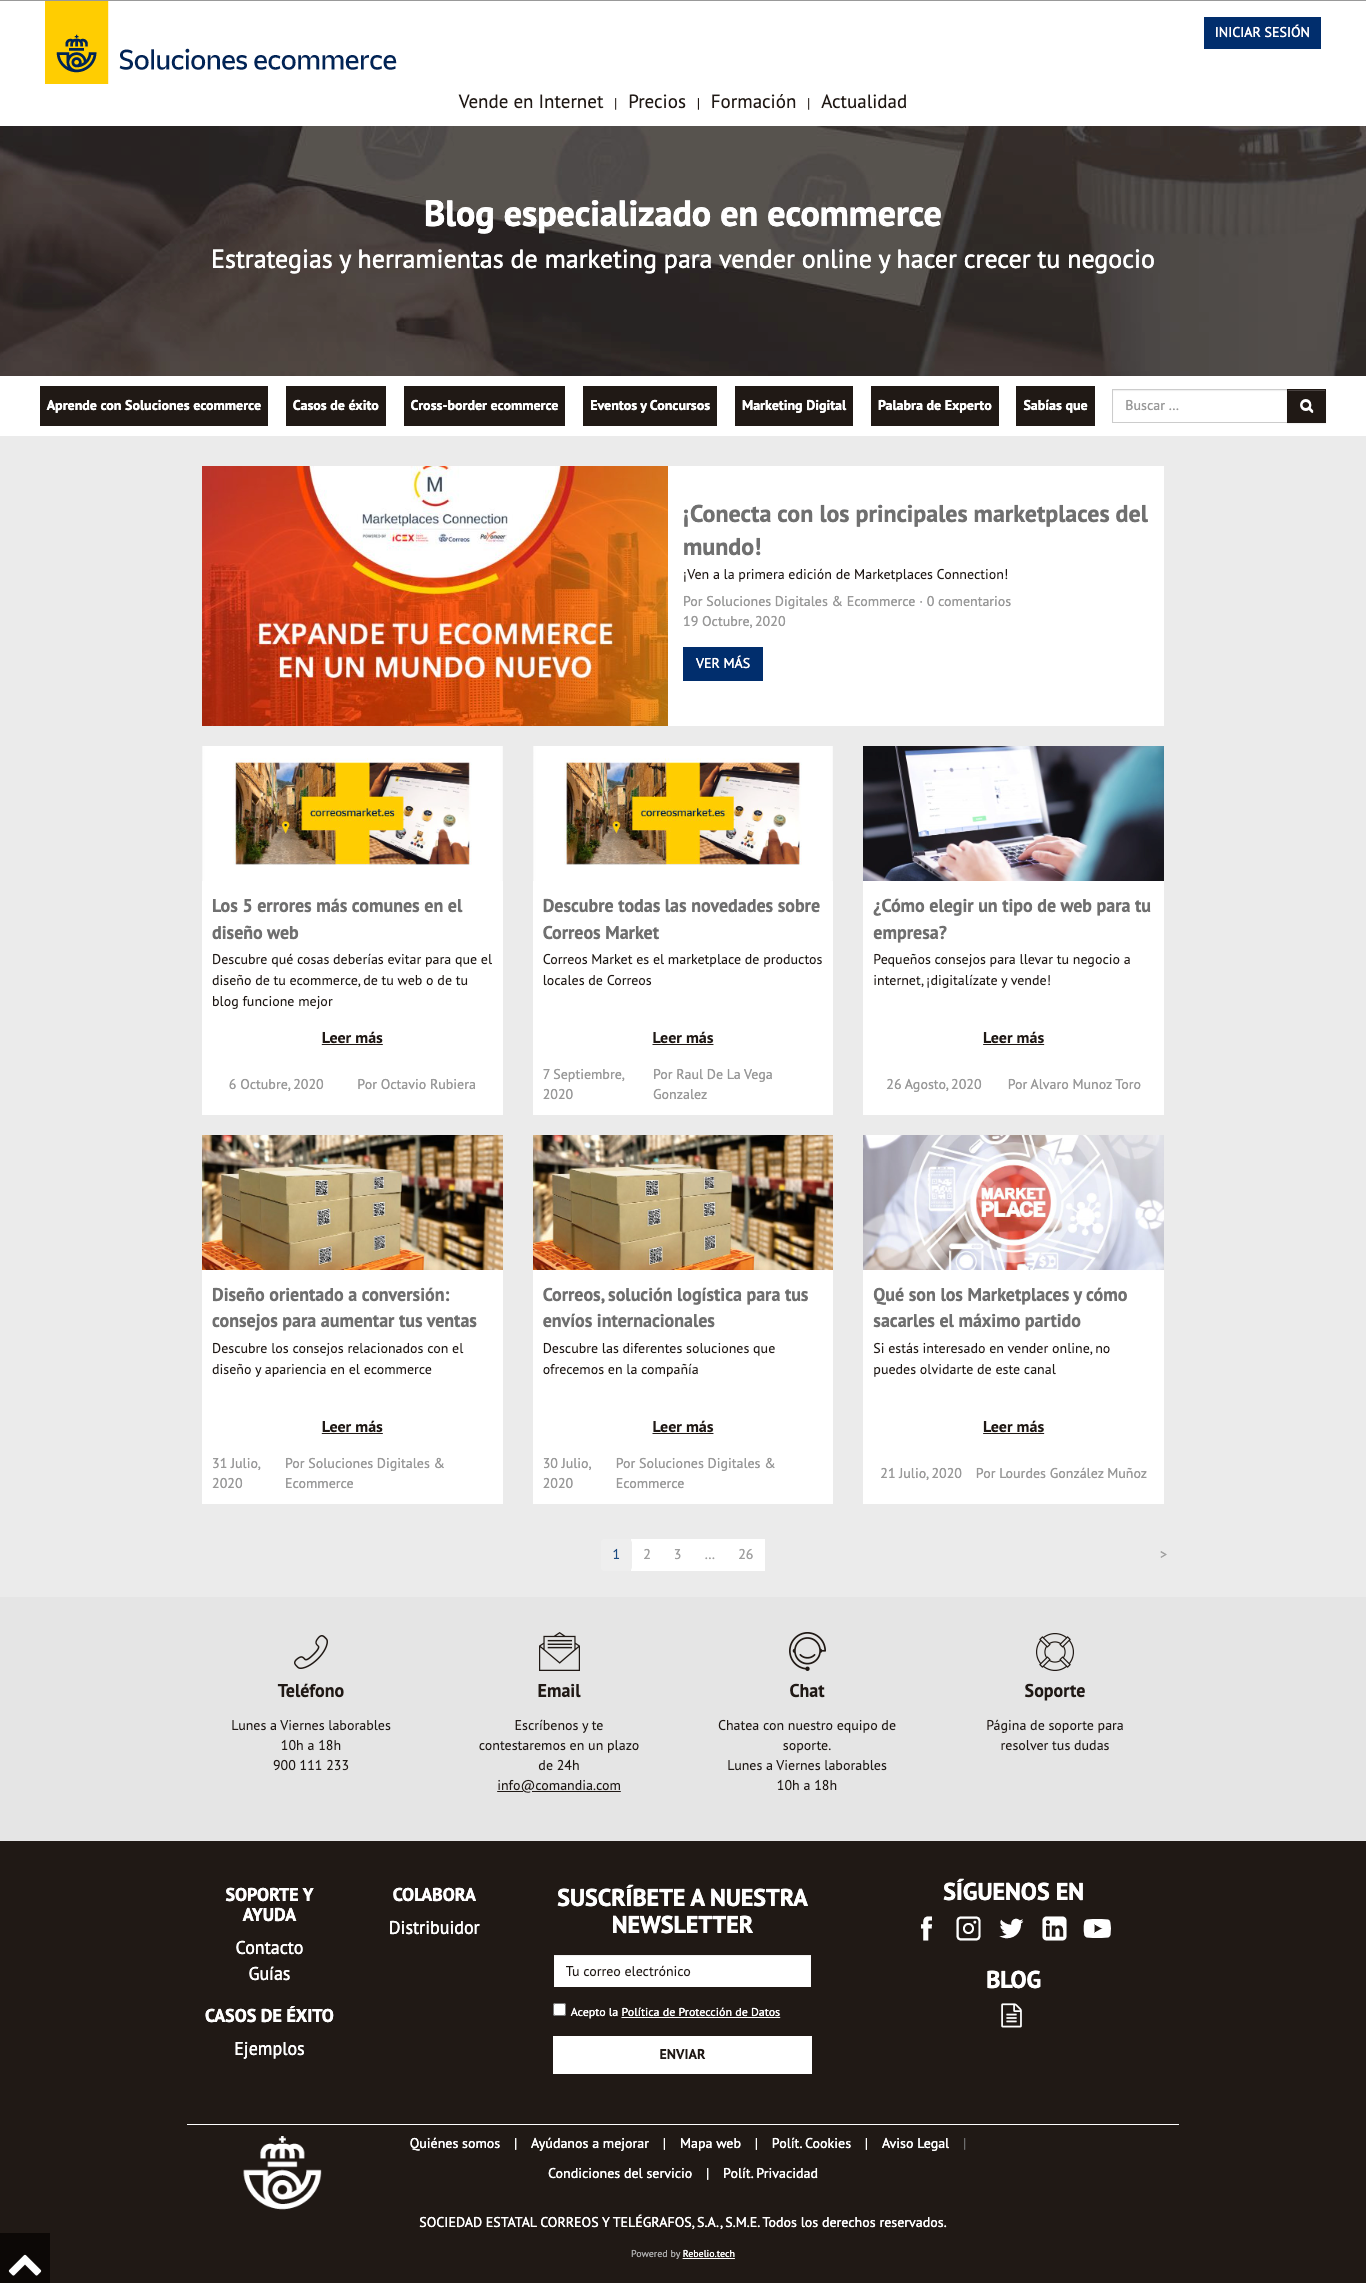 Soluciones ecommerce
INICIAR SESIÓN
Vende en Internet | Precios | Formación | Actualidad
Blog especializado en ecommerce
Estrategias y herramientas de marketing para vender online y hacer crecer tu negocio
Aprende con Soluciones ecommerce
Casos de éxito
Cross-border ecommerce
Eventos y Concursos
Marketing Digital
Palabra de Experto
Sabías que
Buscar ...
M
Marketplaces Connection
POWERED BY ICEX Correos Payoneer
EXPANDE TU ECOMMERCE
EN UN MUNDO NUEVO
¡Conecta con los principales marketplaces del
mundo!
¡Ven a la primera edición de Marketplaces Connection!
Por Soluciones Digitales & Ecommerce · 0 comentarios
19 Octubre, 2020
VER MÁS
correosmarket.es
Los 5 errores más comunes en el
diseño web
Descubre qué cosas deberías evitar para que el
diseño de tu ecommerce, de tu web o de tu
blog funcione mejor
Leer más
6 Octubre, 2020
Por Octavio Rubiera
correosmarket.es
Descubre todas las novedades sobre
Correos Market
Correos Market es el marketplace de productos
locales de Correos
Leer más
7 Septiembre,
2020
Por Raul De La Vega
Gonzalez
¿Cómo elegir un tipo de web para tu
empresa?
Pequeños consejos para llevar tu negocio a
internet, ¡digitalízate y vende!
Leer más
26 Agosto, 2020
Por Alvaro Munoz Toro
Diseño orientado a conversión:
consejos para aumentar tus ventas
Descubre los consejos relacionados con el
diseño y apariencia en el ecommerce
Leer más
31 Julio,
2020
Por Soluciones Digitales &
Ecommerce
Correos, solución logística para tus
envíos internacionales
Descubre las diferentes soluciones que
ofrecemos en la compañía
Leer más
30 Julio,
2020
Por Soluciones Digitales &
Ecommerce
MARKET
PLACE
Qué son los Marketplaces y cómo
sacarles el máximo partido
Si estás interesado en vender online, no
puedes olvidarte de este canal
Leer más
21 Julio, 2020
Por Lourdes González Muñoz
1 2 3 ... 26 >
Teléfono
Lunes a Viernes laborables
10h a 18h
900 111 233
Email
Escríbenos y te
contestaremos en un plazo
de 24h
info@comandia.com
Chat
Chatea con nuestro equipo de
soporte.
Lunes a Viernes laborables
10h a 18h
Soporte
Página de soporte para
resolver tus dudas
SOPORTE Y
AYUDA
Contacto
Guías
CASOS DE ÉXITO
Ejemplos
COLABORA
Distribuidor
SUSCRÍBETE A NUESTRA
NEWSLETTER
Tu correo electrónico
Acepto la Política de Protección de Datos
ENVIAR
SÍGUENOS EN
BLOG
Quiénes somos | Ayúdanos a mejorar | Mapa web | Polít. Cookies | Aviso Legal |
Condiciones del servicio | Polít. Privacidad
SOCIEDAD ESTATAL CORREOS Y TELÉGRAFOS, S.A., S.M.E. Todos los derechos reservados.
Powered by Rebelio.tech